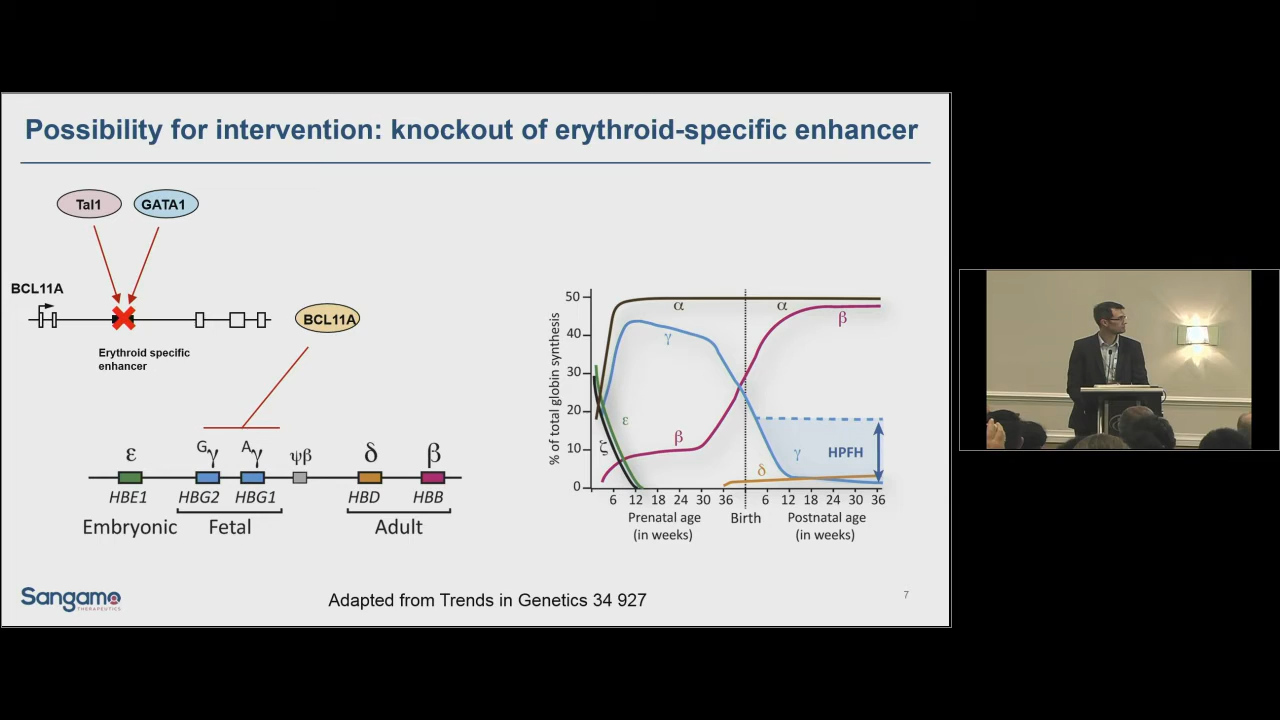 Possibility for intervention: knockout of erythroid-specific enhancer
Tal1
GATA1
BCL11A
BCL11A
Erythroid specific
enhancer
ε
Gγ
Aγ
ψβ
δ
β
HBE1
HBG2
HBG1
HBD
HBB
Embryonic
Fetal
Adult
% of total globin synthesis
50
40
30
20
10
0
α
α
β
γ
ε
ζ
β
δ
γ
HPFH
6 12 18 24 30 36
6 12 18 24 30 36
Prenatal age
(in weeks)
Birth
Postnatal age
(in weeks)
Sangamo
THERAPEUTICS
Adapted from Trends in Genetics 34 927
7